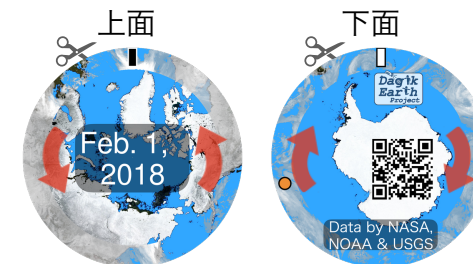 上面
下面
Feb. 1,
2018
Dagik
Earth
Project
Data by NASA,
NOAA & USGS